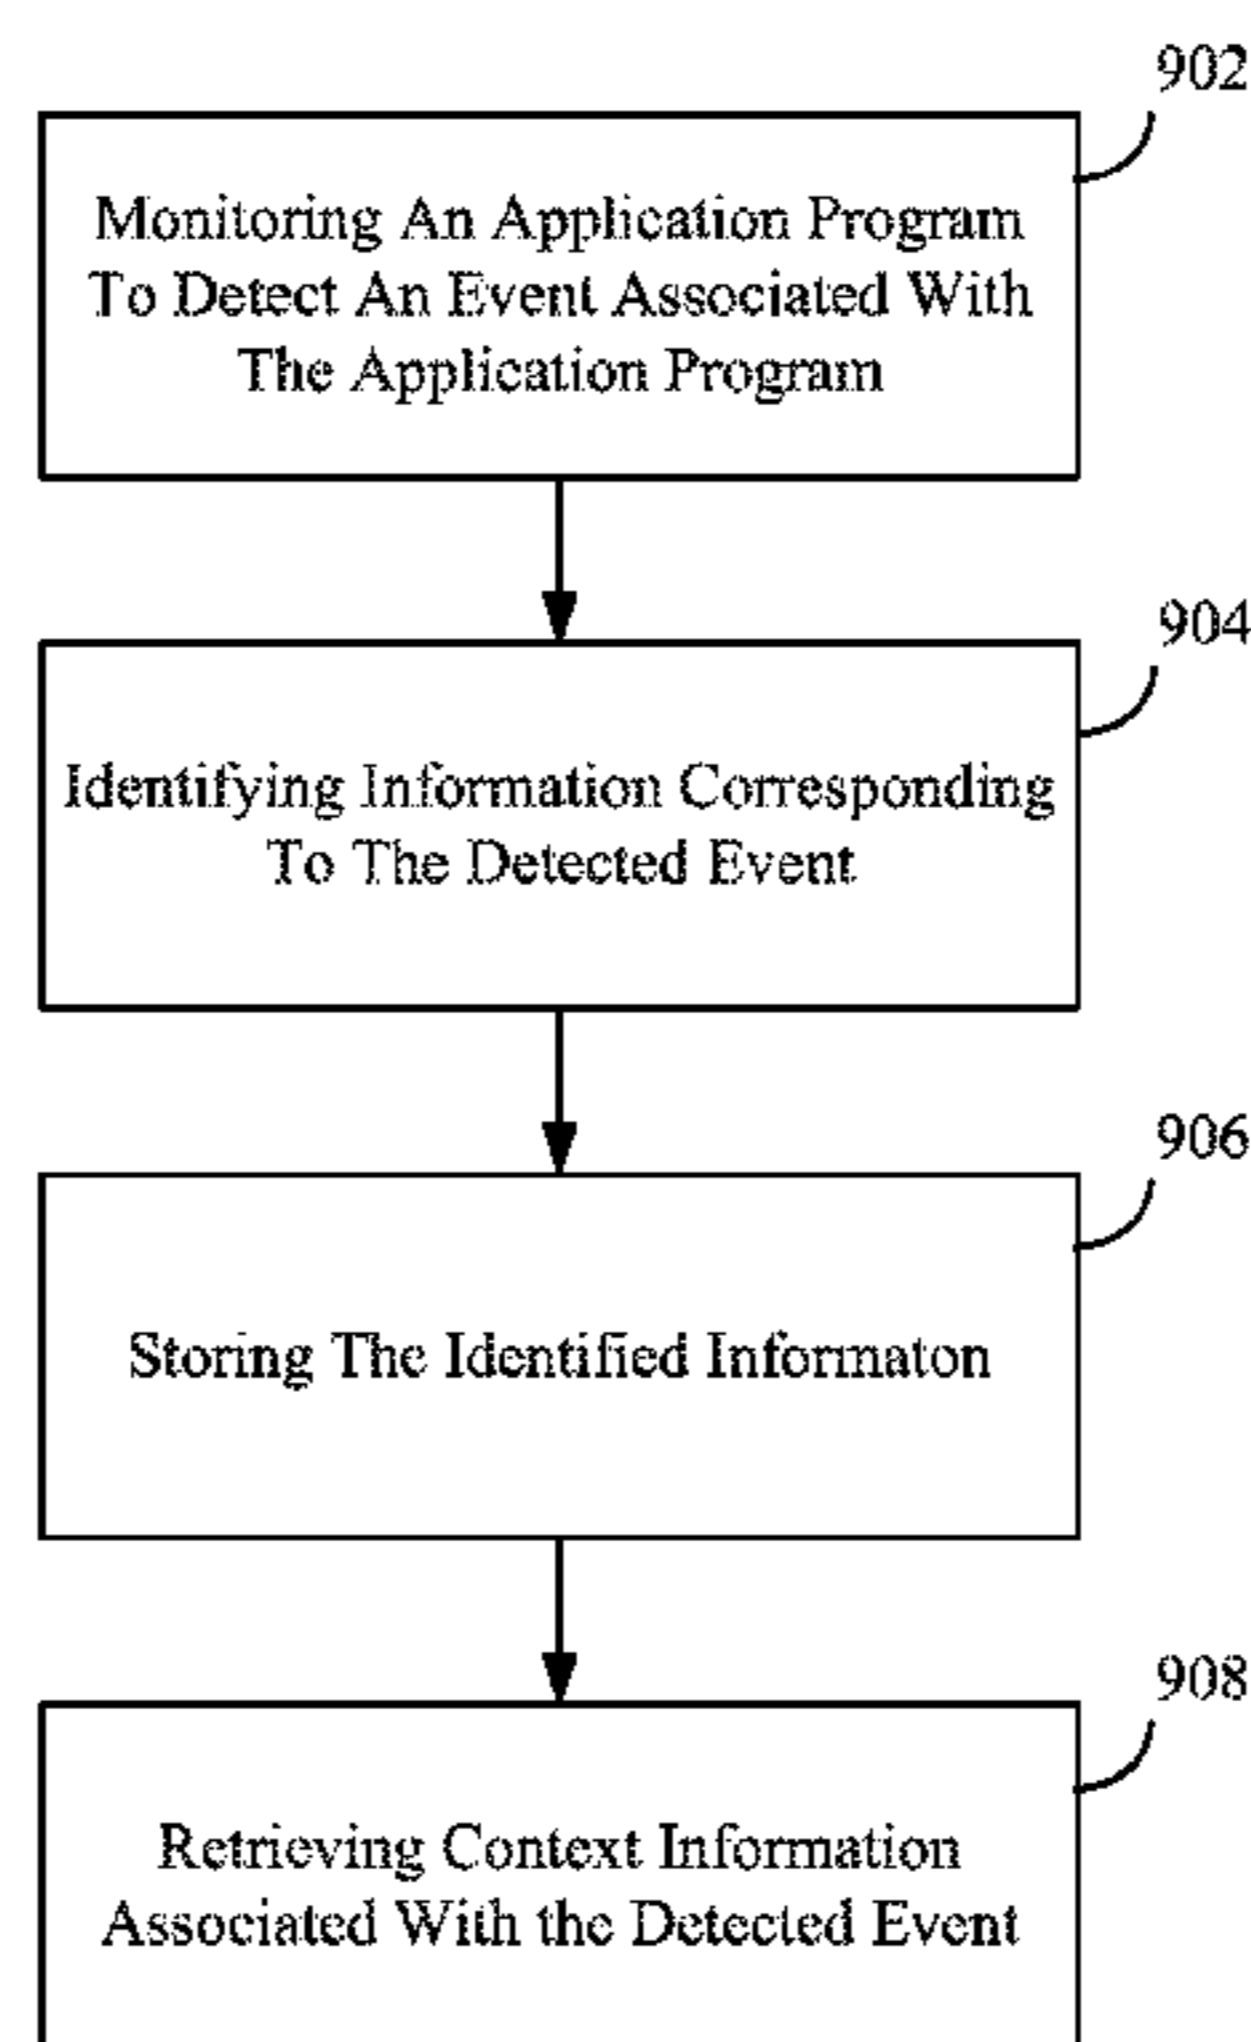 902
Monitoring An Application Program
To Detect An Event Associated With
The Application Program
904
Identifying Information Corresponding
To The Detected Event
906
Storing The Identified Informaton
908
Retrieving Context Information
Associated With the Detected Event